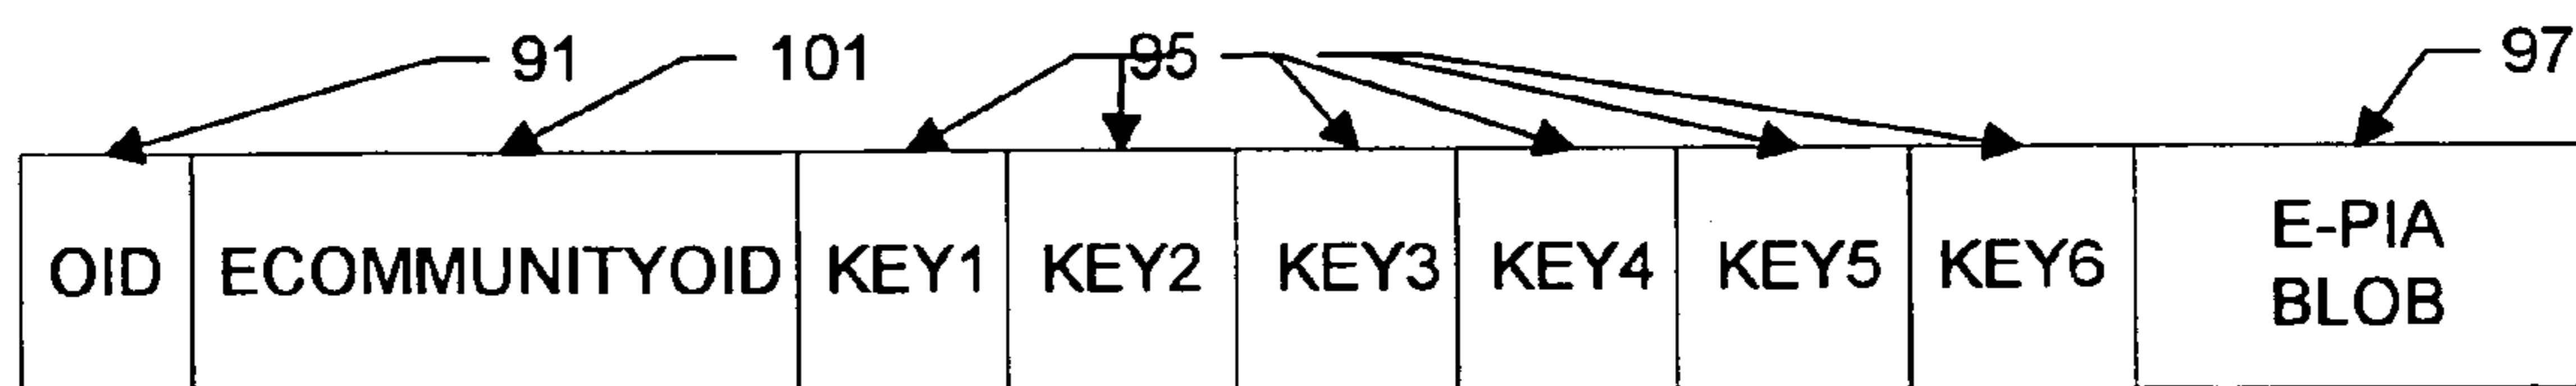 91 101 95 97
OID ECOMMUNITYOID KEY1 KEY2 KEY3 KEY4 KEY5 KEY6 E-PIA
BLOB